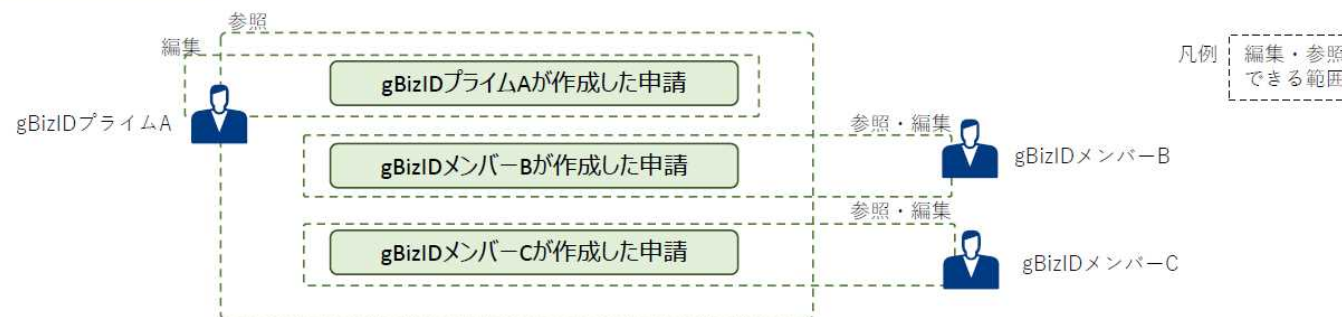 参照
編集
gBizIDプライムAが作成した申請
gBizIDプライムA
参照・編集
gBizIDメンバーBが作成した申請
gBizIDメンバーB
参照・編集
gBizIDメンバーCが作成した申請
gBizIDメンバーC
凡例
編集・参照
できる範囲